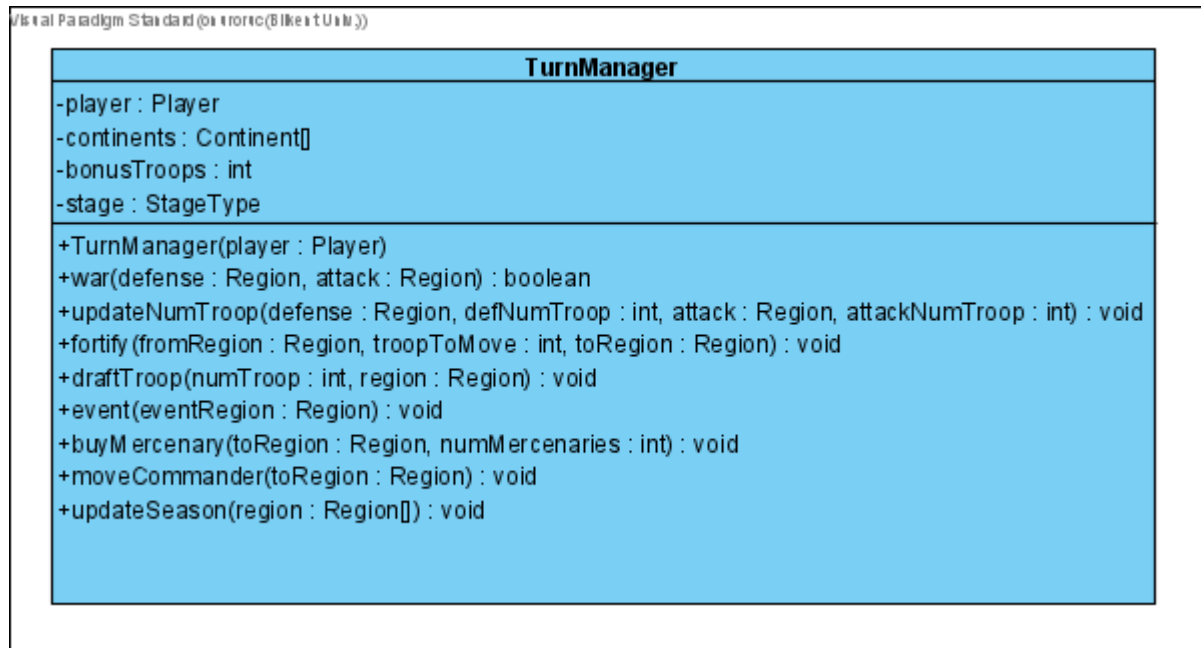 Visual Paradigm Standard (Bilkent Univ.))
TurnManager
-player : Player
-continents : Continent[]
-bonusTroops : int
-stage : StageType
+TurnManager(player : Player)
+war(defense : Region, attack : Region) : boolean
+updateNumTroop(defense : Region, defNumTroop : int, attack : Region, attackNumTroop : int) : void
+fortify(fromRegion : Region, troopToMove : int, toRegion : Region) : void
+draftTroop(numTroop : int, region : Region) : void
+event(eventRegion : Region) : void
+buyMercenary(toRegion : Region, numMercenaries : int) : void
+moveCommander(toRegion : Region) : void
+updateSeason(region : Region[]) : void